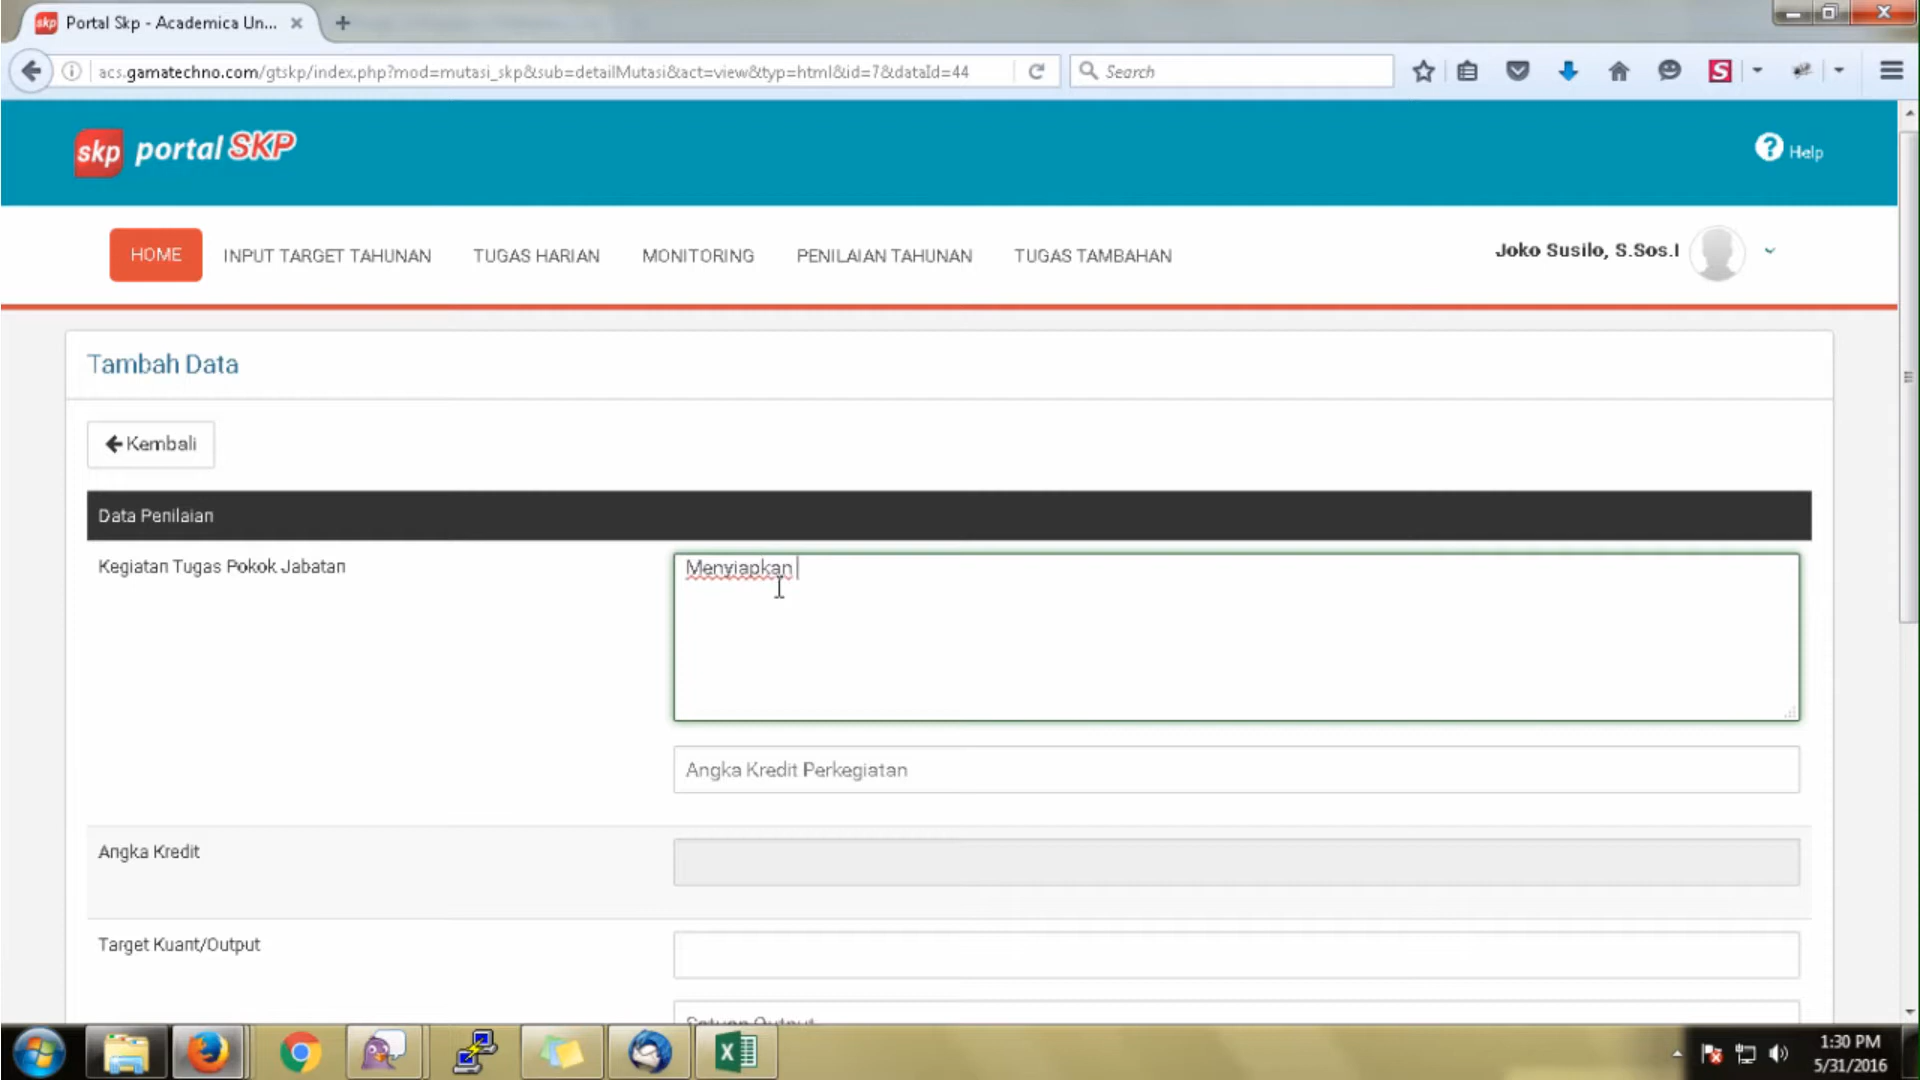 Portal Skp - Academica Un...
acs.gamatechno.com/gtskp/index.php?mod=mutasi_skp&sub=detailMutasi&act=view&typ=html&id=7&dataId=44
Search
skp portal SKP
Help
HOME INPUT TARGET TAHUNAN TUGAS HARIAN MONITORING PENILAIAN TAHUNAN TUGAS TAMBAHAN
Joko Susilo, S.Sos.I
Tambah Data
Kembali
Data Penilaian
Kegiatan Tugas Pokok Jabatan
Menyiapkan
Angka Kredit Perkegiatan
Angka Kredit
Target Kuant/Output
Satuan Output
1:30 PM
5/31/2016